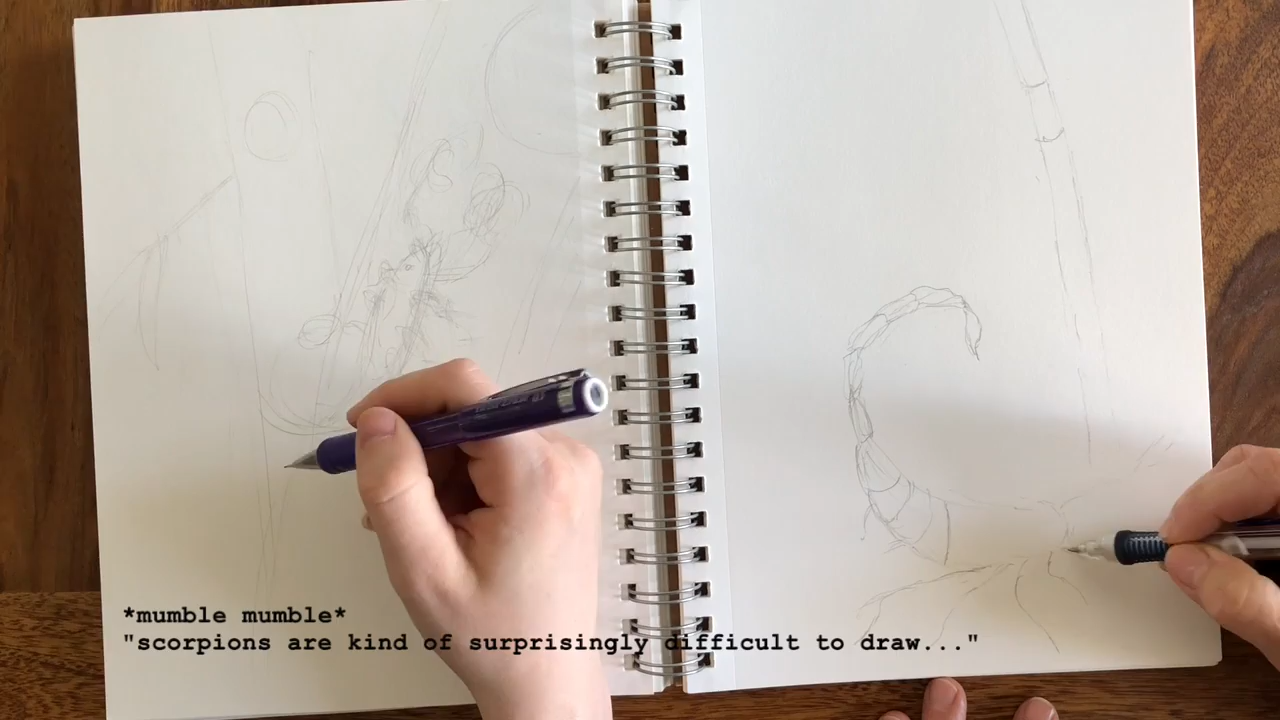 *mumble mumble*
"scorpions are kind of surprisingly difficult to draw..."